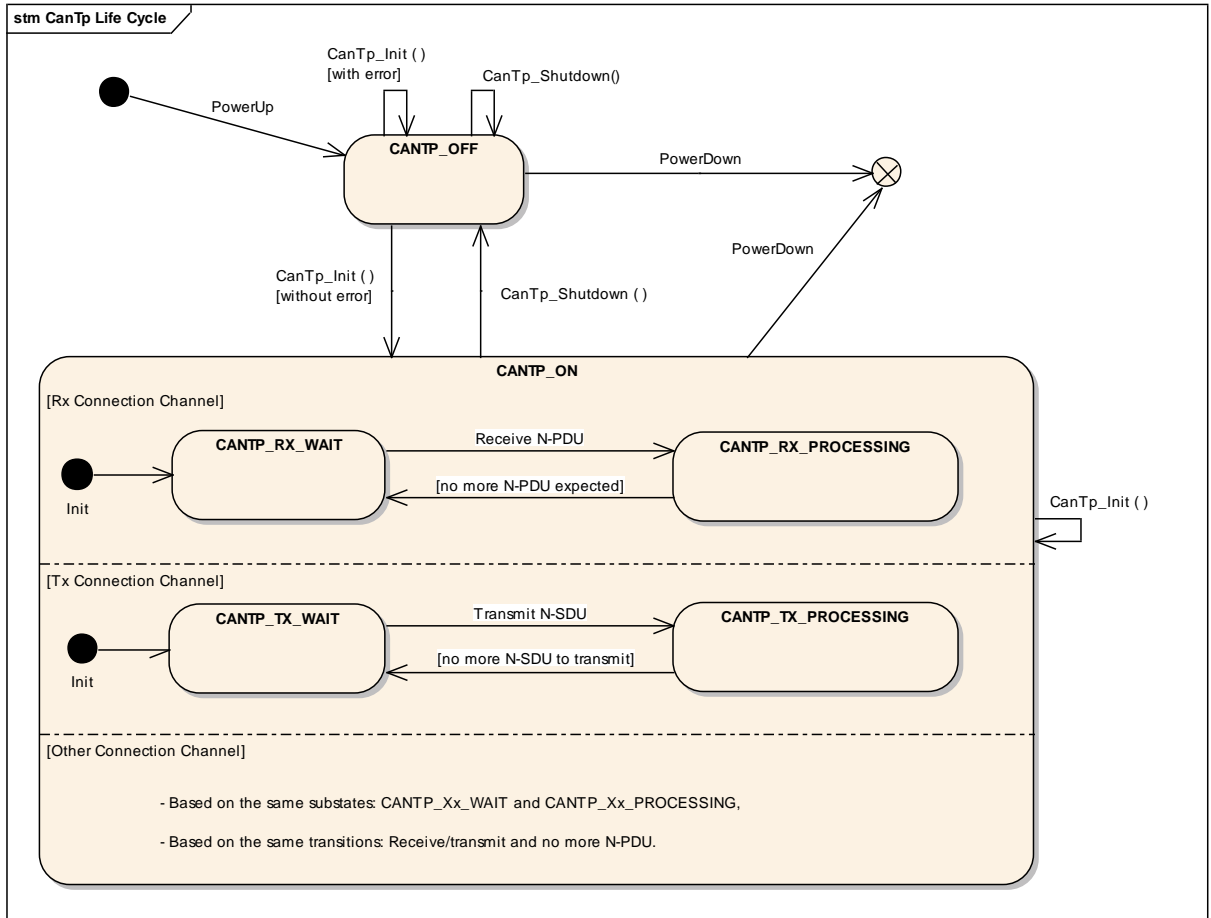 stm CanTp Life Cycle
CanTp_Init ( )
[with error]
CanTp_Shutdown()
PowerUp
CANTP_OFF
PowerDown
PowerDown
CanTp_Init ( )
[without error]
CanTp_Shutdown ( )
CANTP_ON
[Rx Connection Channel]
CANTP_RX_WAIT
Receive N-PDU
CANTP_RX_PROCESSING
[no more N-PDU expected]
Init
CanTp_Init ( )
[Tx Connection Channel]
CANTP_TX_WAIT
Transmit N-SDU
CANTP_TX_PROCESSING
[no more N-SDU to transmit]
Init
[Other Connection Channel]
- Based on the same substates: CANTP_Xx_WAIT and CANTP_Xx_PROCESSING,
- Based on the same transitions: Receive/transmit and no more N-PDU.